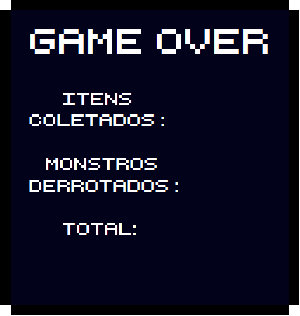 GAME OVER
ITENS
COLETADOS:
MONSTROS
DERROTADOS:
TOTAL: